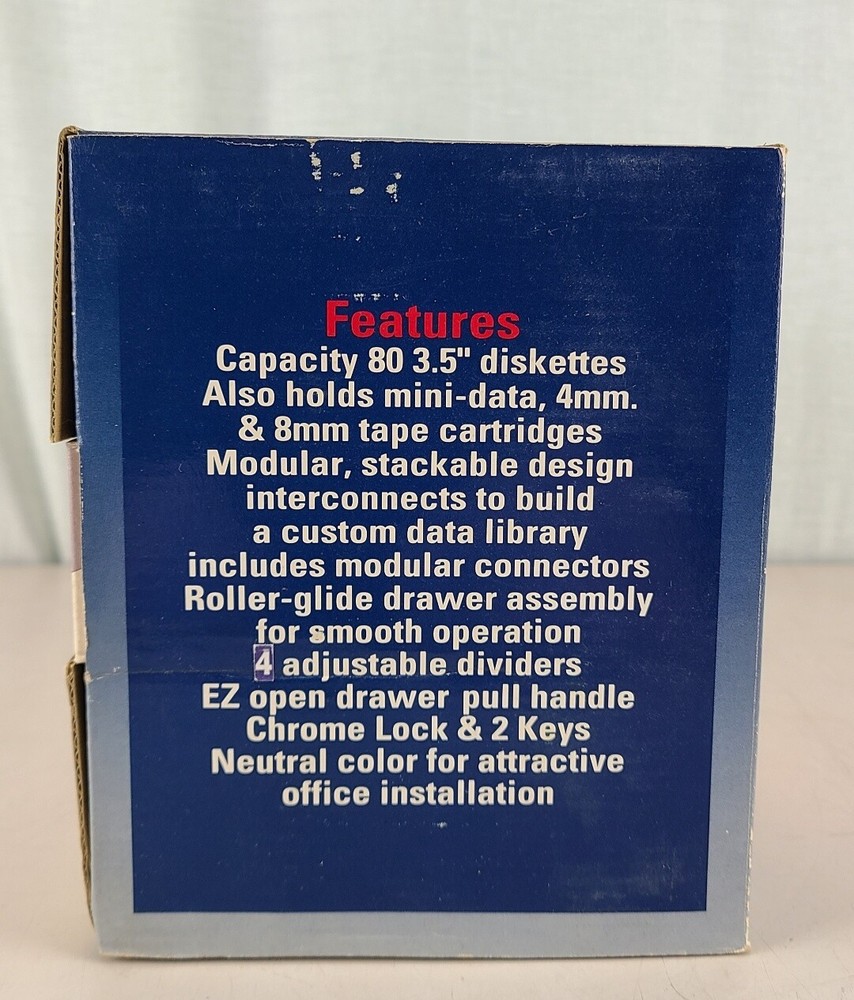 Features
Capacity 80 3.5" diskettes
Also holds mini-data, 4mm.
& 8mm tape cartridges
Modular, stackable design
interconnects to build
a custom data library
includes modular connectors
Roller-glide drawer assembly
for smooth operation
4 adjustable dividers
EZ open drawer pull handle
Chrome Lock & 2 Keys
Neutral color for attractive
office installation